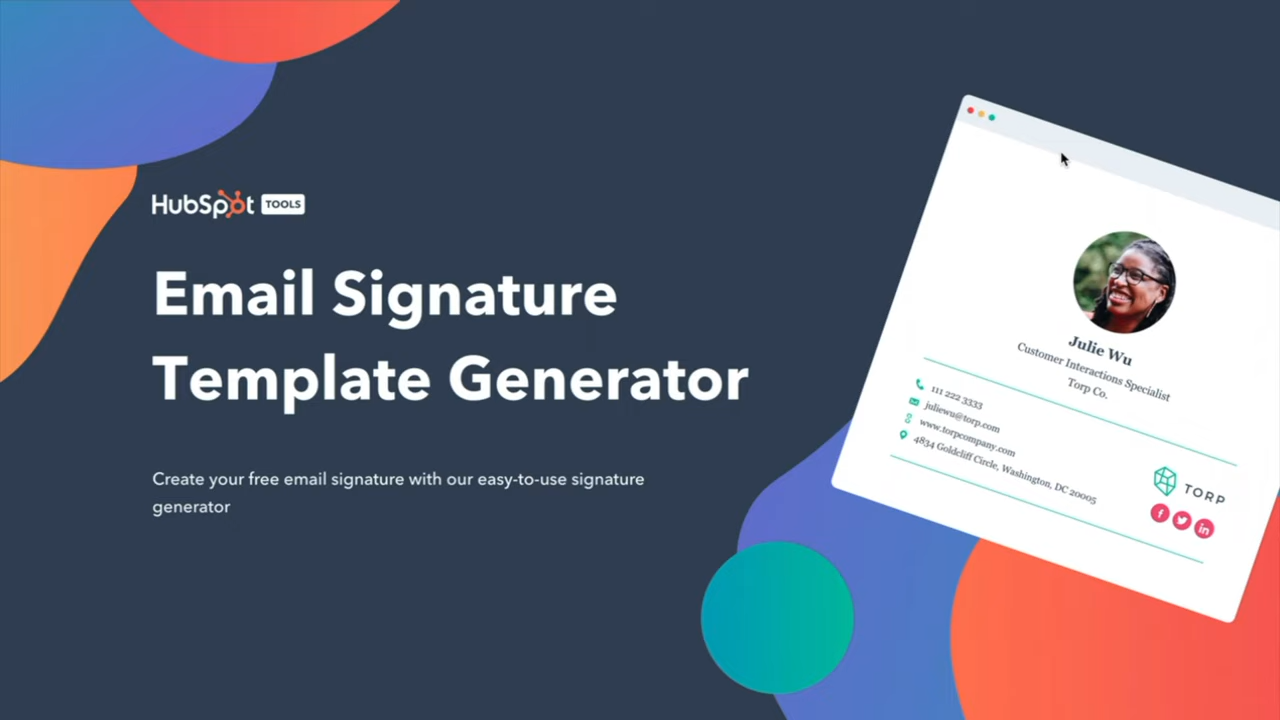 HubSpot TOOLS
Email Signature
Template Generator
Create your free email signature with our easy-to-use signature
generator
Julie Wu
Customer Interactions Specialist
Torp Co.
111 222 3333
juliewu@torp.com
www.torpcompany.com
4834 Goldcliff Circle, Washington, DC 20005
TORP